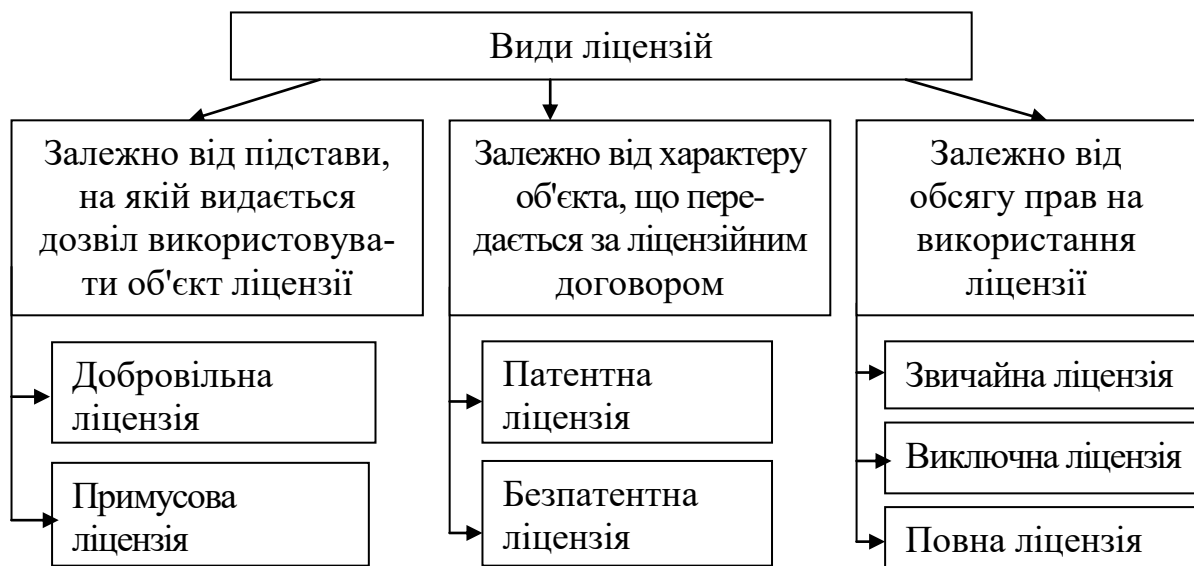 Види ліцензій
Залежно від підстави,
на якій видається
дозвіл використовува-
ти об'єкт ліцензії
Добровільна
ліцензія
Примусова
ліцензія
Залежно від характеру
об'єкта, що пере-
дається за ліцензійним
договором
Патентна
ліцензія
Безпатентна
ліцензія
Залежно від
обсягу прав на
використання
ліцензії
Звичайна ліцензія
Виключна ліцензія
Повна ліцензія